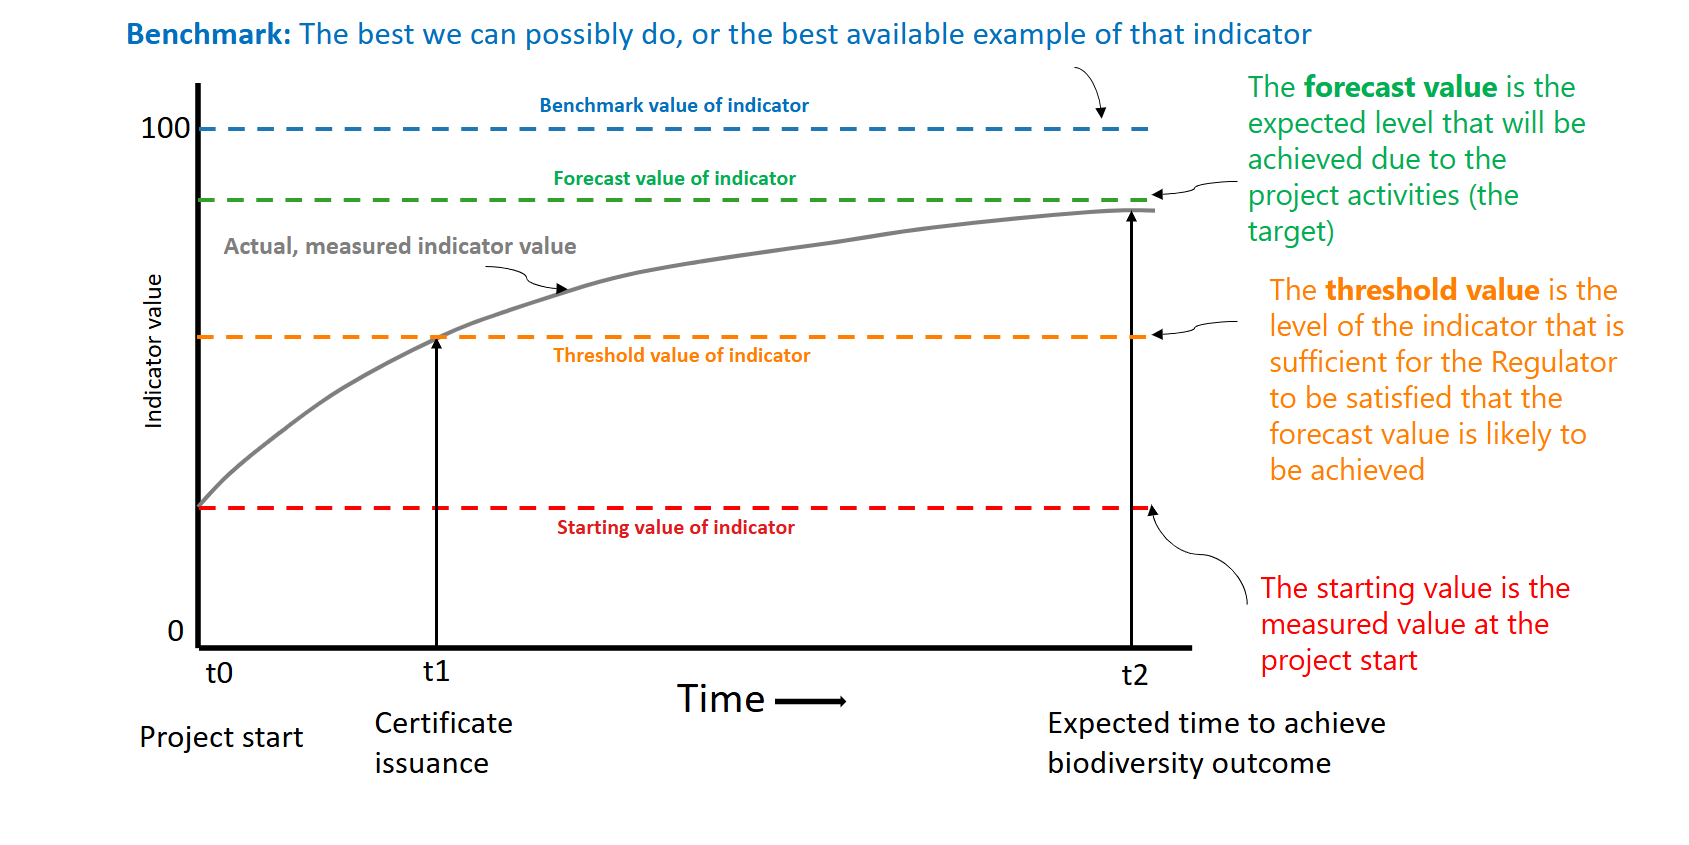 Benchmark: The best we can possibly do, or the best available example of that indicator
The forecast value is the
expected level that will be
achieved due to the
project activities (the
target)
Benchmark value of indicator
100
Forecast value of indicator
Actual, measured indicator value
Indicator value
The threshold value is the
level of the indicator that is
sufficient for the Regulator
to be satisfied that the
forecast value is likely to
be achieved
Threshold value of indicator
Starting value of indicator
The starting value is the
measured value at the
project start
0
t0
t1
t2
Time
Project start
Certificate
issuance
Expected time to achieve
biodiversity outcome